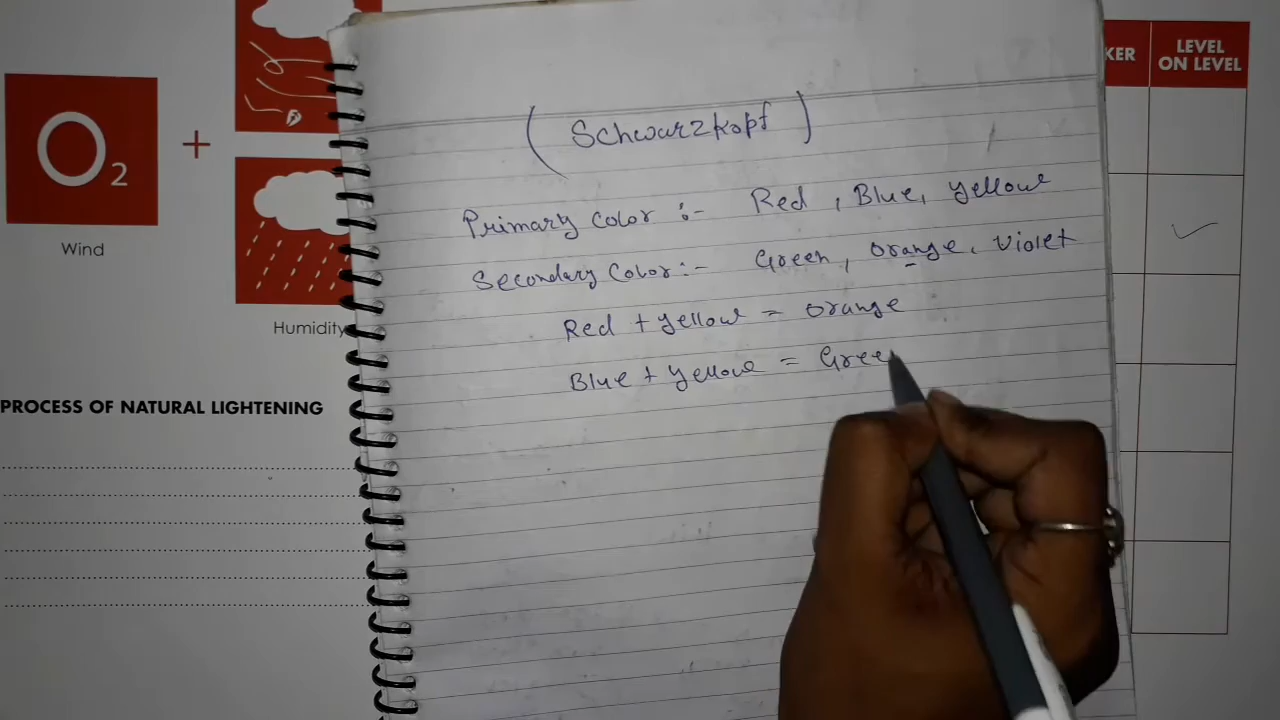 KER
LEVEL
ON LEVEL
O2
+
Wind
Humidity
PROCESS OF NATURAL LIGHTENING
(Schwarzkopf)
Primary color :- Red, Blue, yellow
Secondary Color:- Green, Orange, Violet
Red + yellow = Orange
Blue + yellow = Gree